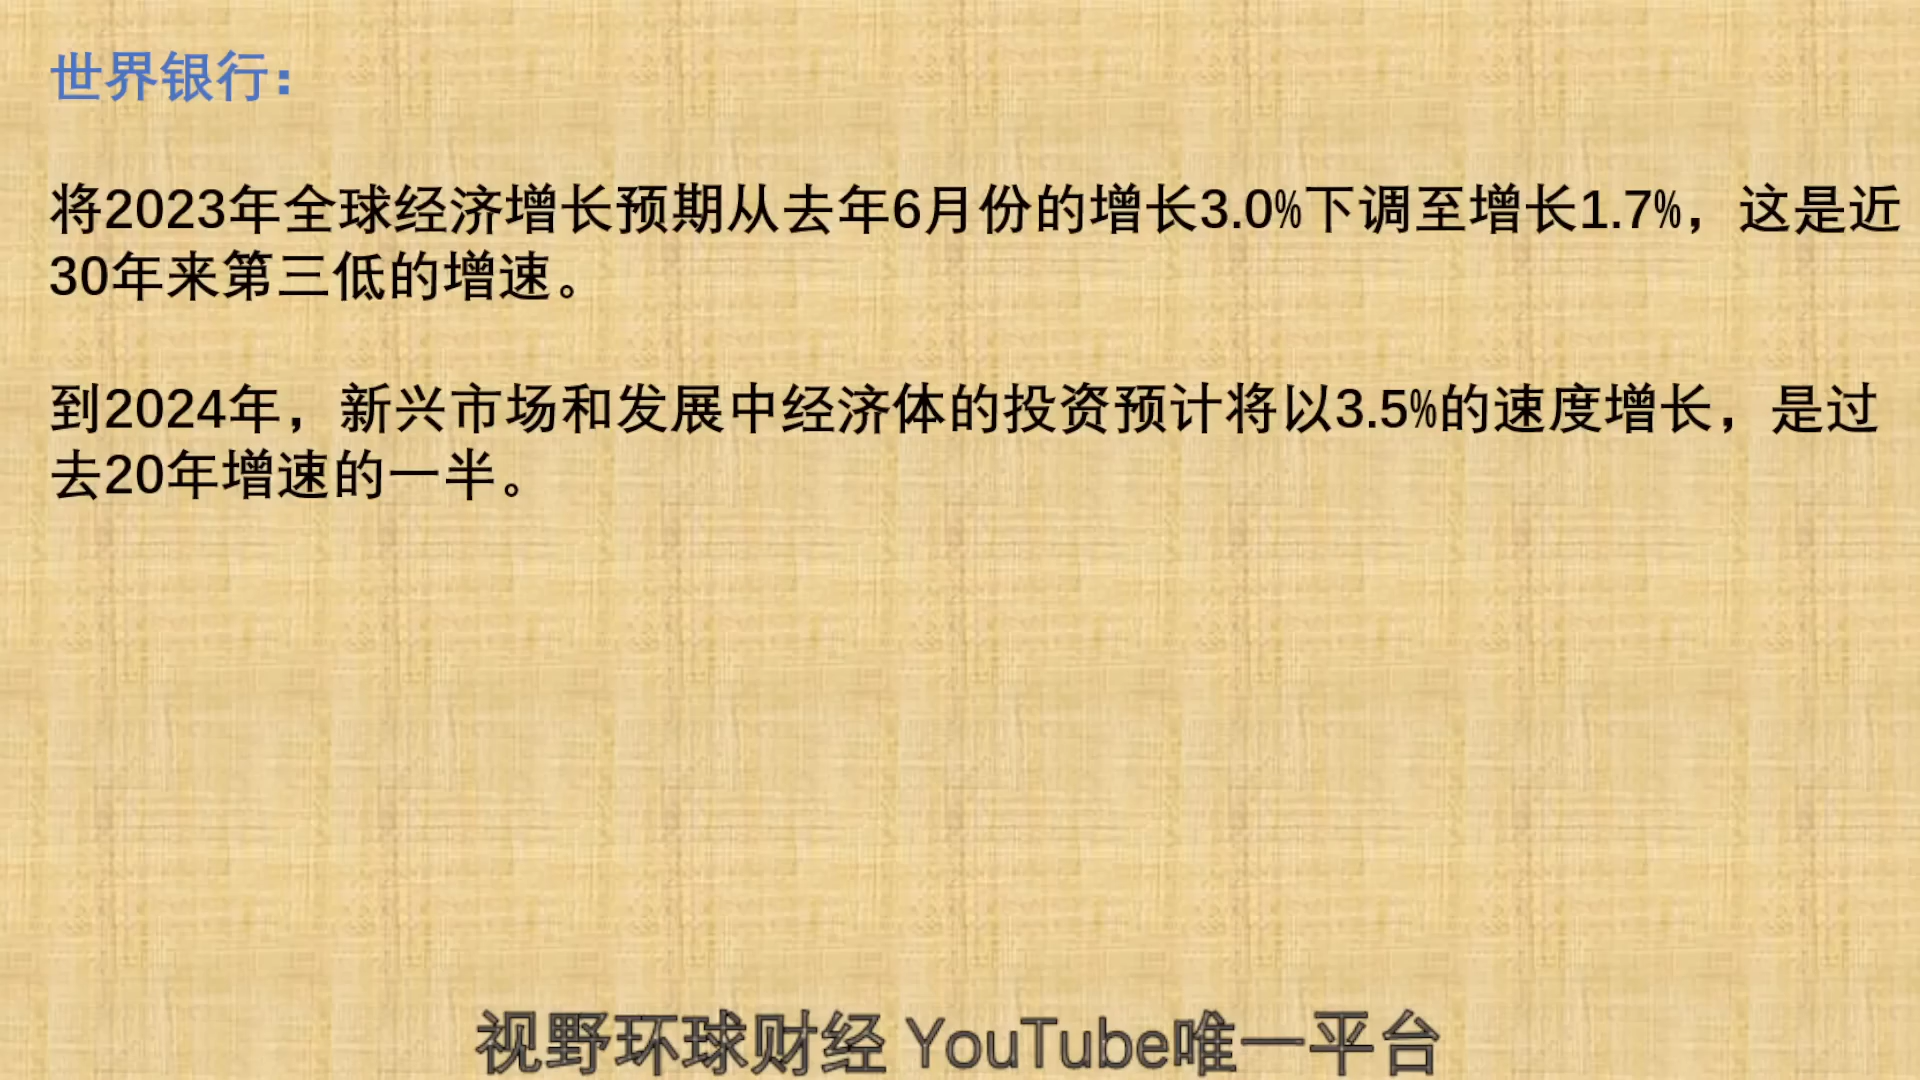 世界银行：
将2023年全球经济增长预期从去年6月份的增长3.0%下调至增长1.7%，这是近
30年来第三低的增速。
到2024年，新兴市场和发展中经济体的投资预计将以3.5%的速度增长，是过
去20年增速的一半。
视野环球财经 YouTube唯一平台